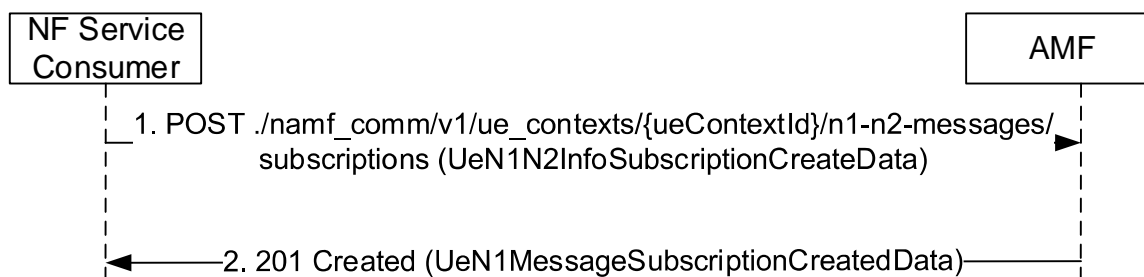 NF Service
Consumer
AMF
1. POST ./namf_comm/v1/ue_contexts/{ueContextId}/n1-n2-messages/
subscriptions (UeN1N2InfoSubscriptionCreateData)
2. 201 Created (UeN1MessageSubscriptionCreatedData)